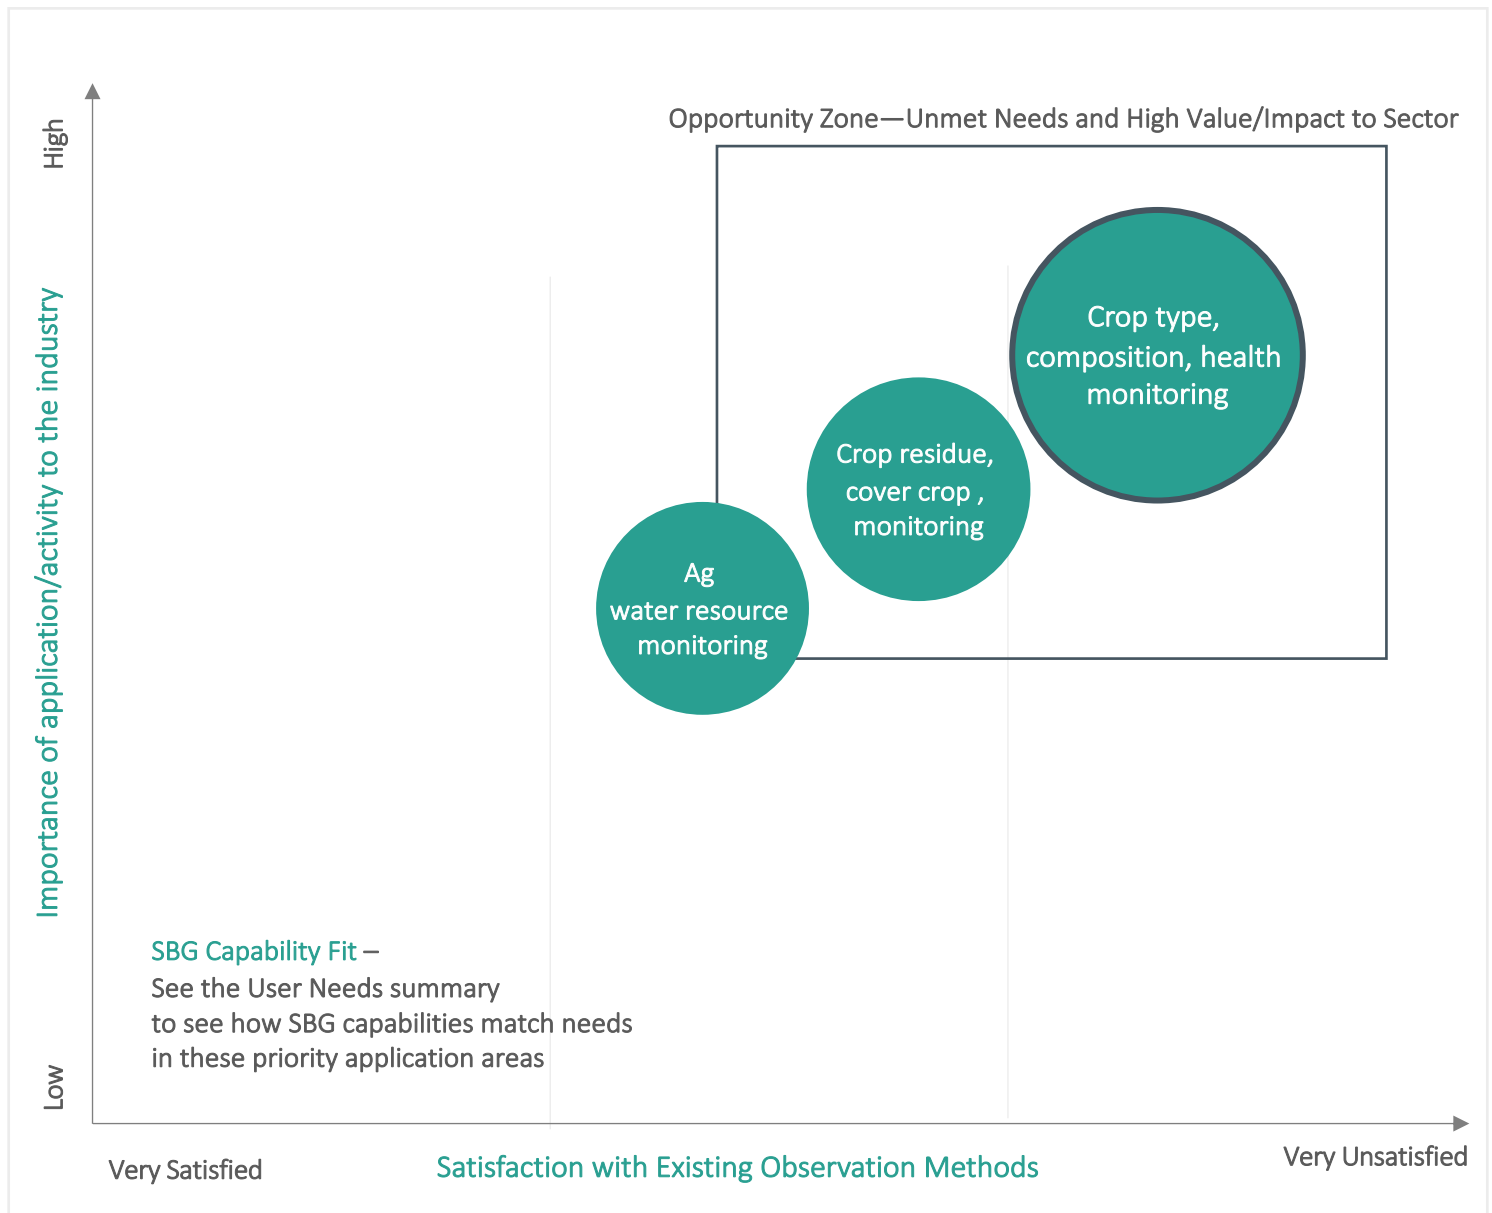 Opportunity Zone—Unmet Needs and High Value/Impact to Sector
High
Importance of application/activity to the industry
Low
Crop type,
composition, health
monitoring
Crop residue,
cover crop ,
monitoring
Ag
water resource
monitoring
SBG Capability Fit –
See the User Needs summary
to see how SBG capabilities match needs
in these priority application areas
Very Satisfied
Satisfaction with Existing Observation Methods
Very Unsatisfied